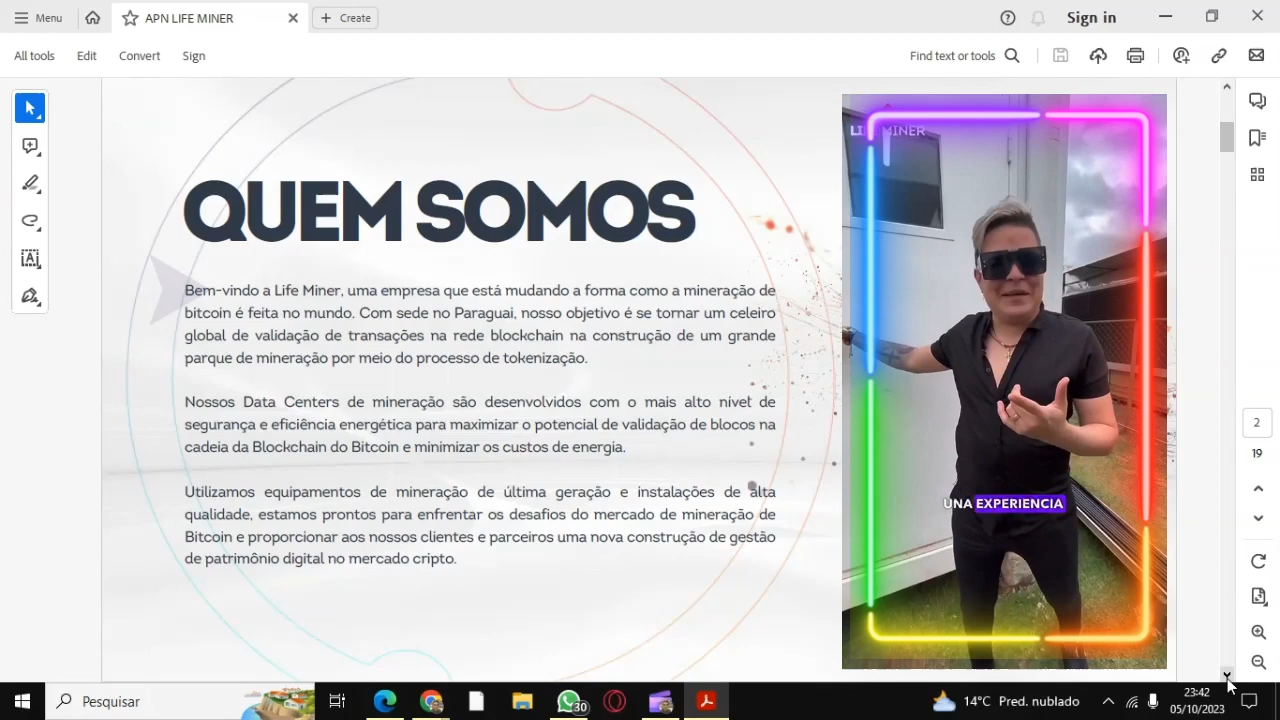 Menu
APN LIFE MINER
Create
Sign in
All tools
Edit
Convert
Sign
Find text or tools
QUEM SOMOS
Bem-vindo a Life Miner, uma empresa que está mudando a forma como a mineração de
bitcoin é feita no mundo. Com sede no Paraguai, nosso objetivo é se tornar um celeiro
global de validação de transações na rede blockchain na construção de um grande
parque de mineração por meio do processo de tokenização.
Nossos Data Centers de mineração são desenvolvidos com o mais alto nível de
segurança e eficiência energética para maximizar o potencial de validação de blocos na
cadeia da Blockchain do Bitcoin e minimizar os custos de energia.
Utilizamos equipamentos de mineração de última geração e instalações de alta
qualidade, estamos prontos para enfrentar os desafios do mercado de mineração de
Bitcoin e proporcionar aos nossos clientes e parceiros uma nova construção de gestão
de patrimônio digital no mercado cripto.
LIFE MINER
UNA EXPERIENCIA
2
19
Pesquisar
30
14°C Pred. nublado
23:42
05/10/2023